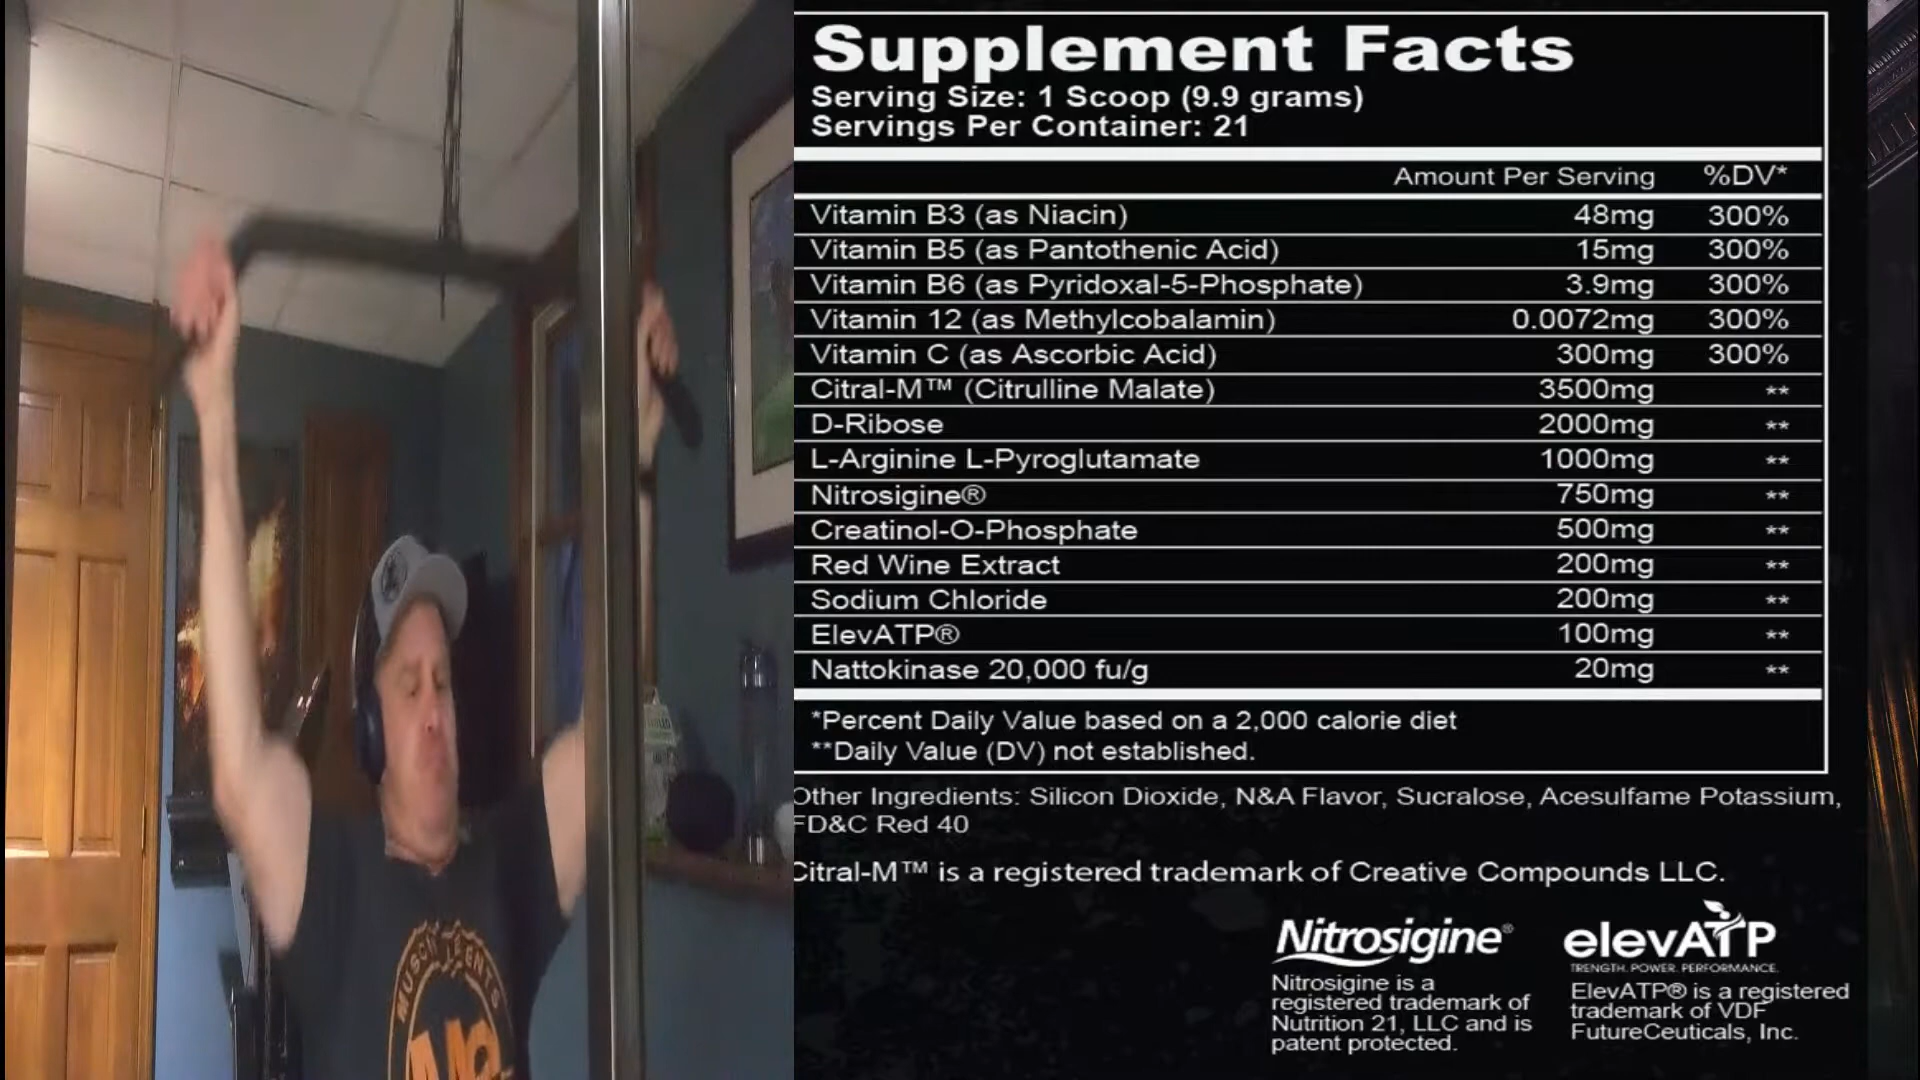 Supplement Facts
Serving Size: 1 Scoop (9.9 grams)
Servings Per Container: 21
Amount Per Serving %DV*
Vitamin B3 (as Niacin) 48mg 300%
Vitamin B5 (as Pantothenic Acid) 15mg 300%
Vitamin B6 (as Pyridoxal-5-Phosphate) 3.9mg 300%
Vitamin 12 (as Methylcobalamin) 0.0072mg 300%
Vitamin C (as Ascorbic Acid) 300mg 300%
Citral-M™ (Citrulline Malate) 3500mg **
D-Ribose 2000mg **
L-Arginine L-Pyroglutamate 1000mg **
Nitrosigine® 750mg **
Creatinol-O-Phosphate 500mg **
Red Wine Extract 200mg **
Sodium Chloride 200mg **
ElevATP® 100mg **
Nattokinase 20,000 fu/g 20mg **
*Percent Daily Value based on a 2,000 calorie diet
**Daily Value (DV) not established.
Other Ingredients: Silicon Dioxide, N&A Flavor, Sucralose, Acesulfame Potassium,
FD&C Red 40
Citral-M™ is a registered trademark of Creative Compounds LLC.
Nitrosigine®
Nitrosigine is a
registered trademark of
Nutrition 21, LLC and is
patent protected.
elevATP
TRENGTH. POWER. PERFORMANCE.
ElevATP® is a registered
trademark of VDF
FutureCeuticals, Inc.